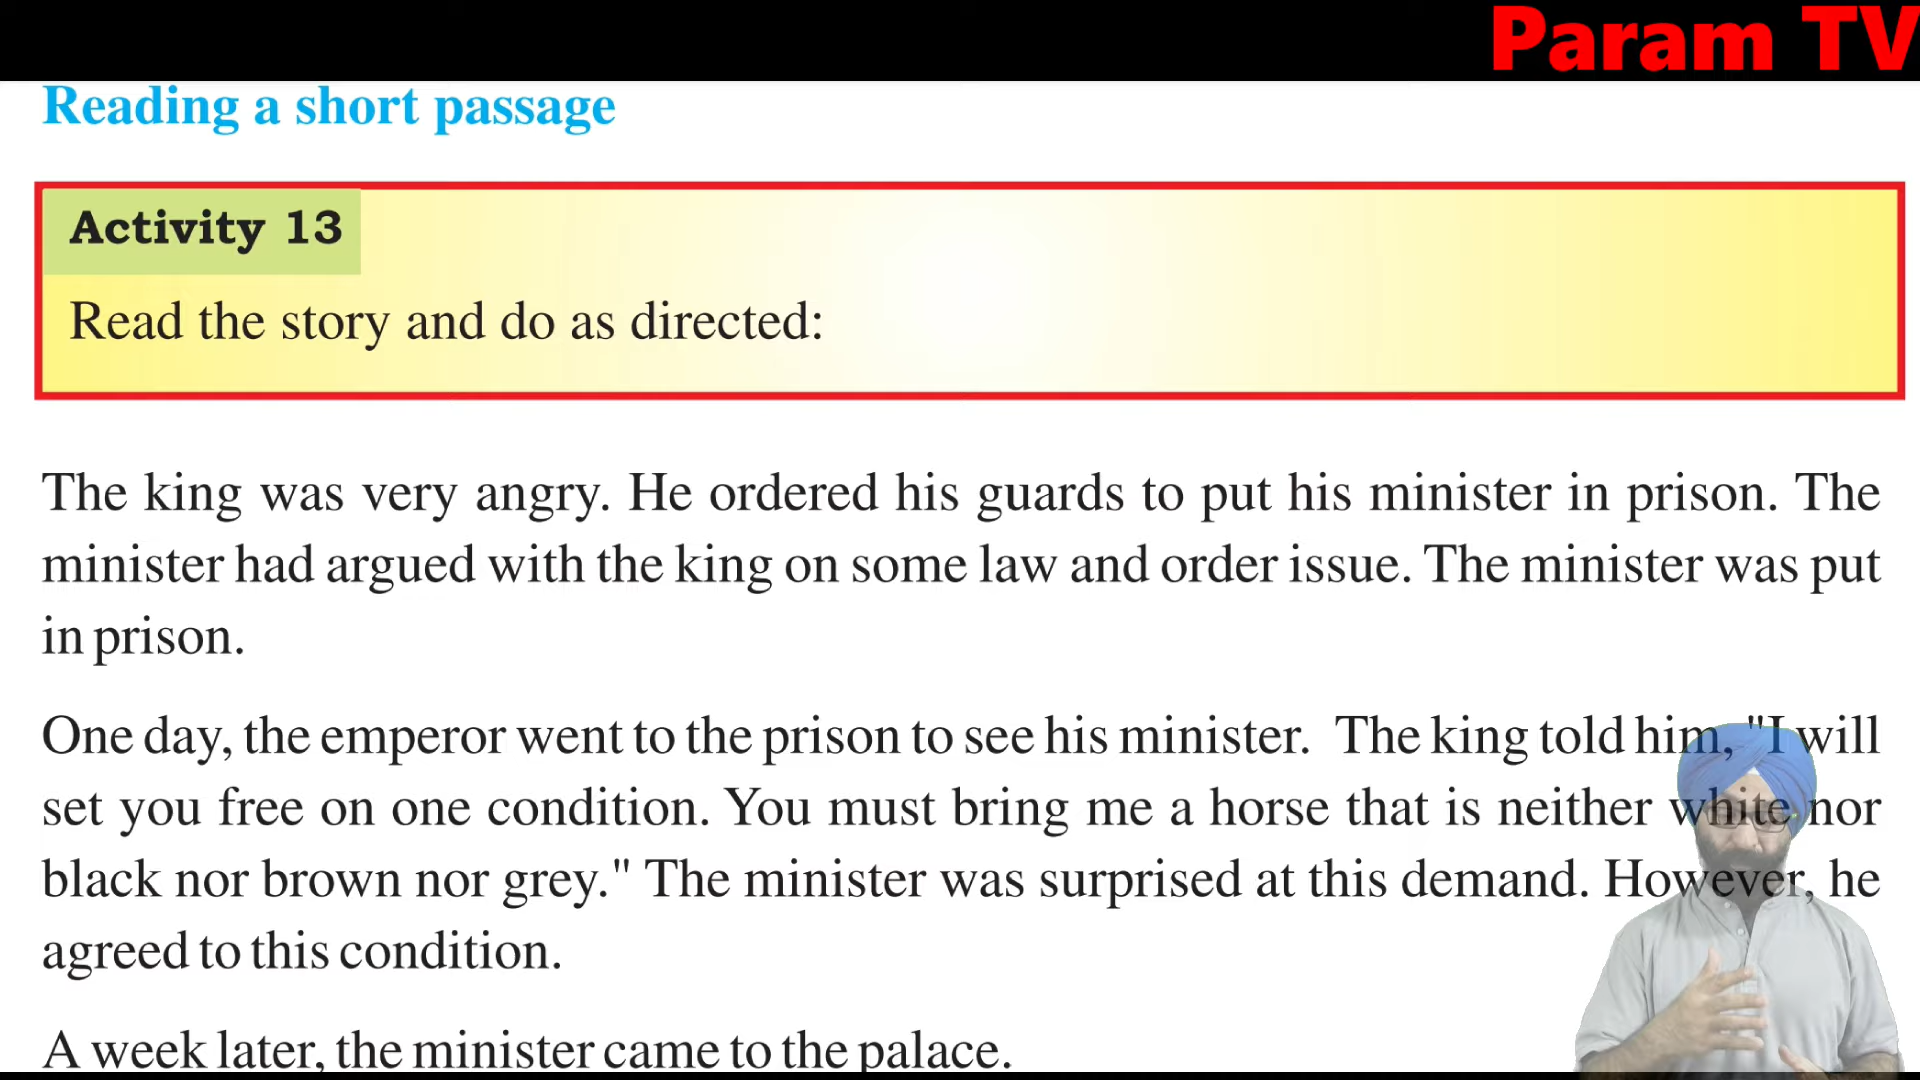 Param TV
Reading a short passage
Activity 13
Read the story and do as directed:
The king was very angry. He ordered his guards to put his minister in prison. The
minister had argued with the king on some law and order issue. The minister was put
in prison.
One day, the emperor went to the prison to see his minister. The king told him, "I will
set you free on one condition. You must bring me a horse that is neither white nor
black nor brown nor grey." The minister was surprised at this demand. However, he
agreed to this condition.
A week later, the minister came to the palace.